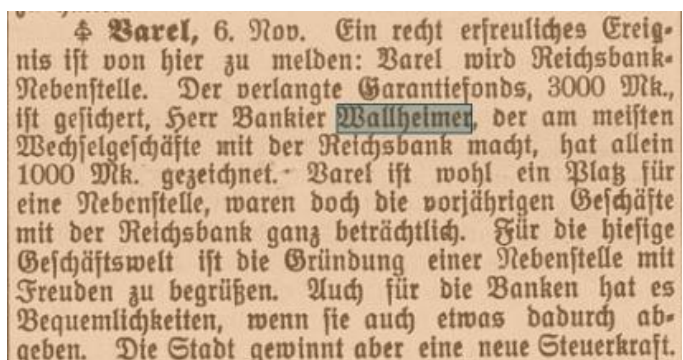 Varel, 6. Nov. Ein recht erfreuliches Ereig-
nis ist von hier zu melden: Varel wird Reichsbank-
Nebenstelle. Der verlangte Garantiefonds, 3000 Mk.,
ist gesichert, Herr Bankier Wallheimer, der am meisten
Wechselgeschäfte mit der Reichsbank macht, hat allein
1000 Mk. gezeichnet. Varel ist wohl ein Platz für
eine Nebenstelle, waren doch die vorjährigen Geschäfte
mit der Reichsbank ganz beträchtlich. Für die hiesige
Geschäftswelt ist die Gründung einer Nebenstelle mit
Freuden zu begrüßen. Auch für die Banken hat es
Bequemlichkeiten, wenn sie auch etwas dadurch ab-
geben. Die Stadt gewinnt aber eine neue Steuerkraft.